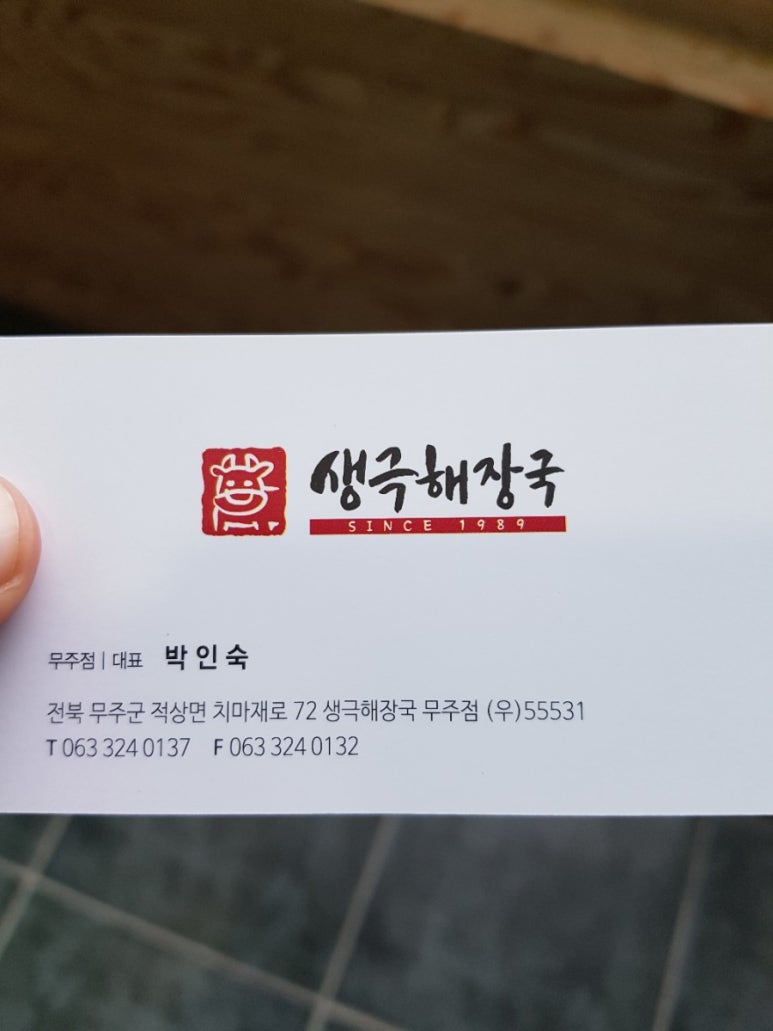 생극해장국
SINCE 1989
무주점 | 대표 박인숙
전북 무주군 적상면 치마재로 72 생극해장국 무주점 (우)55531
T 063 324 0137 F 063 324 0132